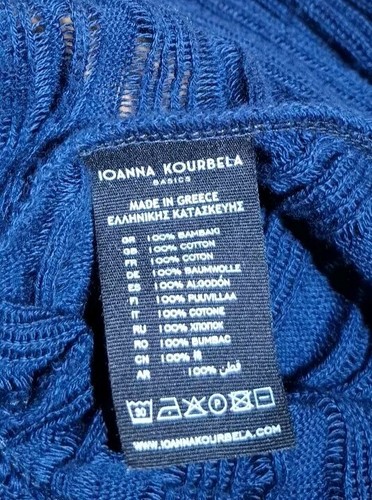 IOANNA KOURBELA
BASICS
MADE IN GREECE
ΕΛΛΗΝΙΚΗΣ ΚΑΤΑΣΚΕΥΗΣ
GR 100% ΒΑΜΒΑΚΙ
GB 100% COTTON
FR 100% COTON
DE 100% BAUMWOLLE
ES 100% ALGODÓN
FI 100% PUUVILLAA
IT 100% COTONE
RU 100% ХЛОПОК
RO 100% BUMBAC
CH 100% 棉
AR 100% قطن
30 P
WWW.IOANNAKOURBELA.COM